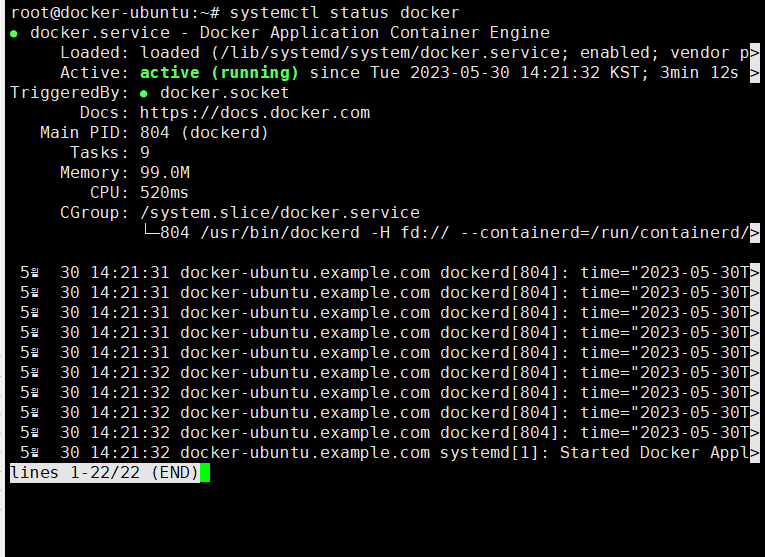 root@docker-ubuntu:~# systemctl status docker
● docker.service - Docker Application Container Engine
     Loaded: loaded (/lib/systemd/system/docker.service; enabled; vendor p>
     Active: active (running) since Tue 2023-05-30 14:21:32 KST; 3min 12s >
TriggeredBy: ● docker.socket
       Docs: https://docs.docker.com
   Main PID: 804 (dockerd)
      Tasks: 9
     Memory: 99.0M
        CPU: 520ms
     CGroup: /system.slice/docker.service
             └─804 /usr/bin/dockerd -H fd:// --containerd=/run/containerd/>
 5월  30 14:21:31 docker-ubuntu.example.com dockerd[804]: time="2023-05-30T>
 5월  30 14:21:31 docker-ubuntu.example.com dockerd[804]: time="2023-05-30T>
 5월  30 14:21:31 docker-ubuntu.example.com dockerd[804]: time="2023-05-30T>
 5월  30 14:21:31 docker-ubuntu.example.com dockerd[804]: time="2023-05-30T>
 5월  30 14:21:31 docker-ubuntu.example.com dockerd[804]: time="2023-05-30T>
 5월  30 14:21:32 docker-ubuntu.example.com dockerd[804]: time="2023-05-30T>
 5월  30 14:21:32 docker-ubuntu.example.com dockerd[804]: time="2023-05-30T>
 5월  30 14:21:32 docker-ubuntu.example.com dockerd[804]: time="2023-05-30T>
 5월  30 14:21:32 docker-ubuntu.example.com dockerd[804]: time="2023-05-30T>
 5월  30 14:21:32 docker-ubuntu.example.com systemd[1]: Started Docker Appl>
lines 1-22/22 (END)